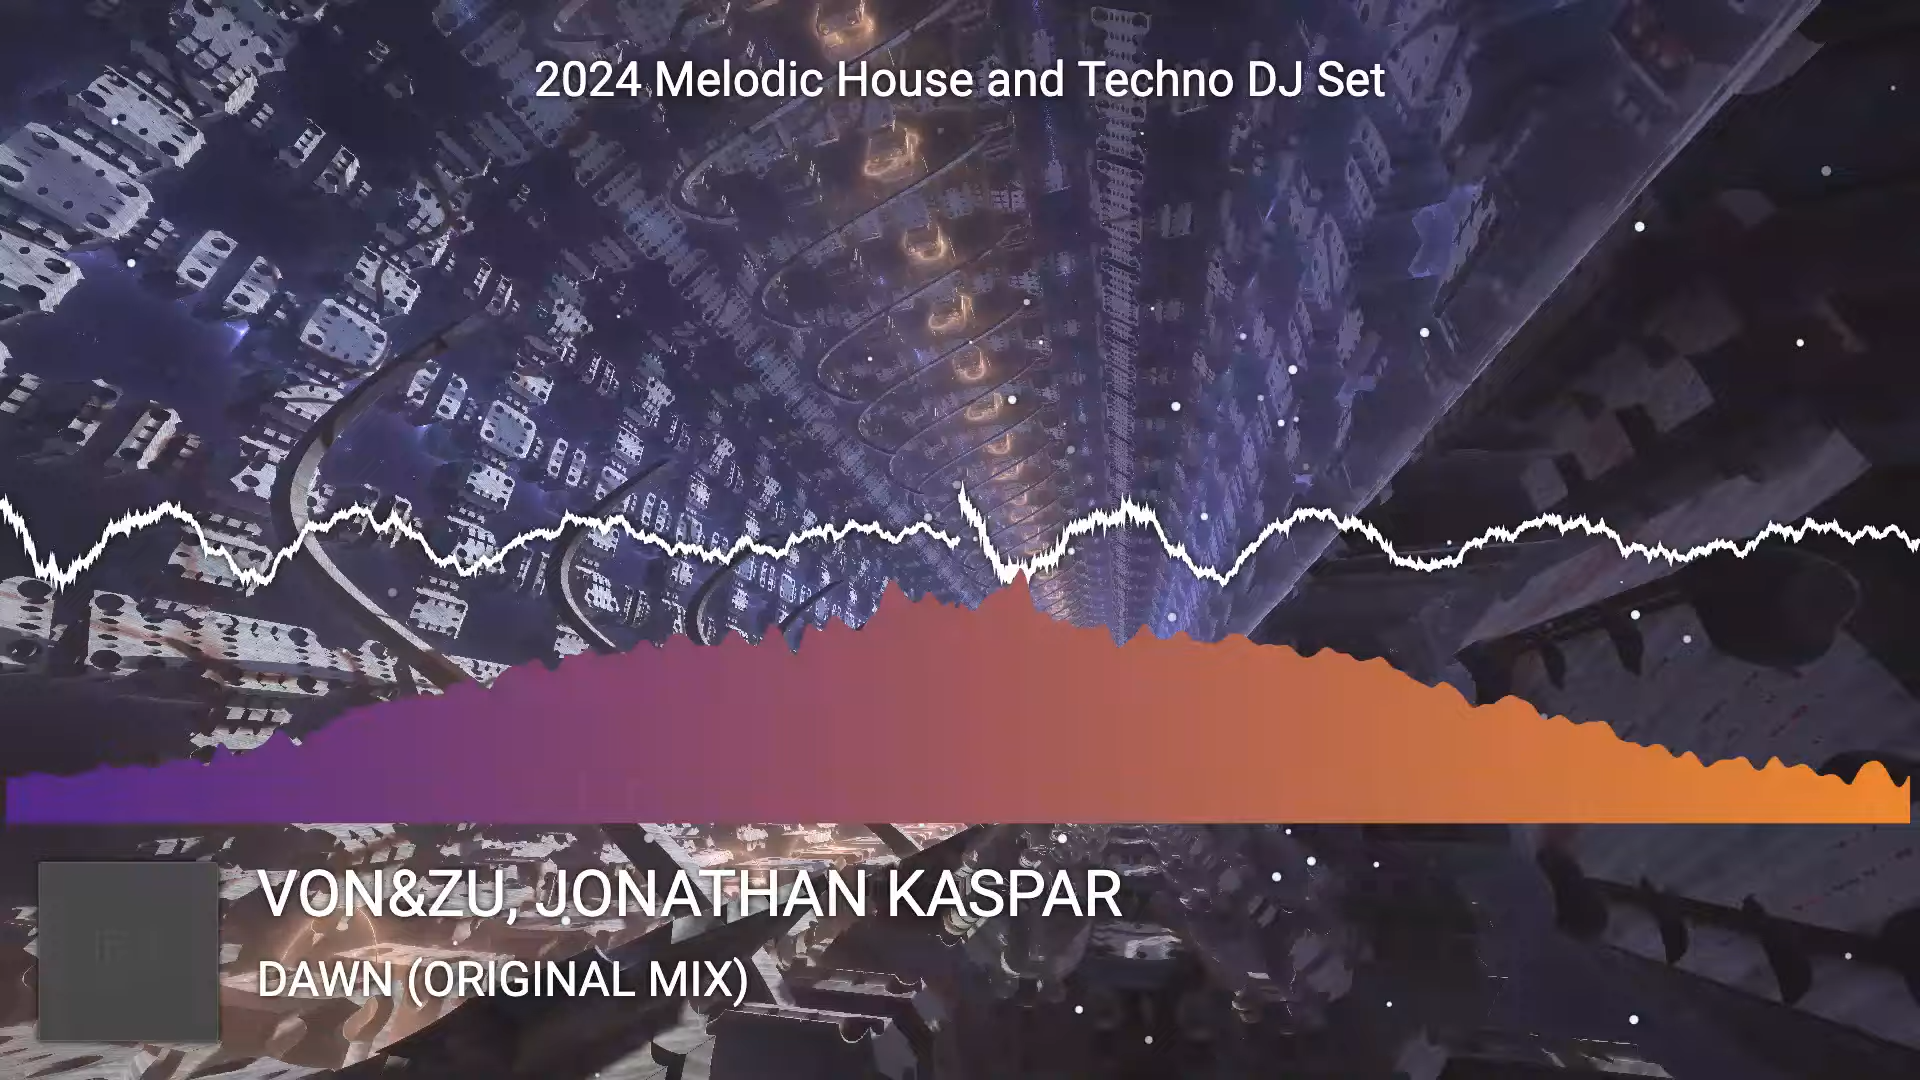 2024 Melodic House and Techno DJ Set
VON&ZU, JONATHAN KASPAR
DAWN (ORIGINAL MIX)